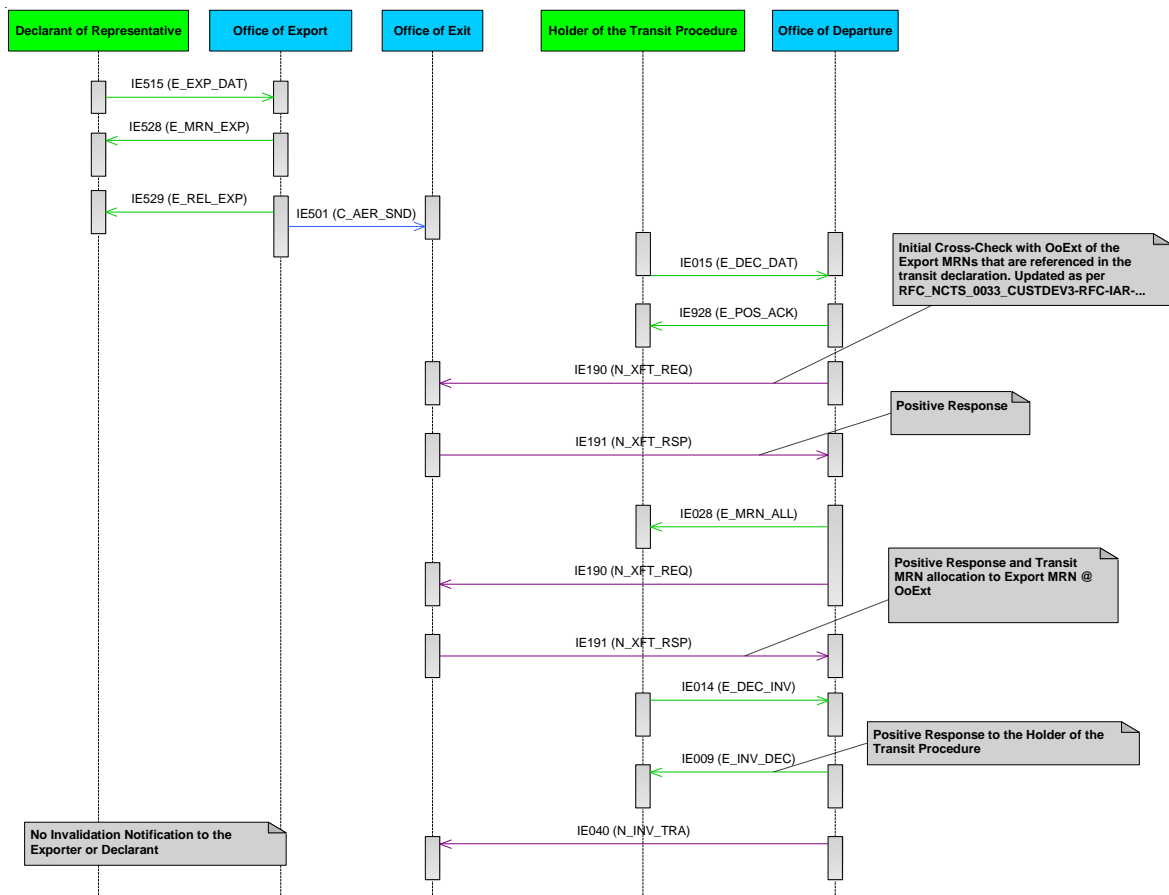 Declarant of Representative
Office of Export
Office of Exit
Holder of the Transit Procedure
Office of Departure
IE515 (E_EXP_DAT)
IE528 (E_MRN_EXP)
IE529 (E_REL_EXP)
IE501 (C_AER_SND)
Initial Cross-Check with OoExt of the
Export MRNs that are referenced in the
transit declaration. Updated as per
RFC_NCTS_0033_CUSTDEV3-RFC-IAR-...
IE015 (E_DEC_DAT)
IE928 (E_POS_ACK)
IE190 (N_XFT_REQ)
Positive Response
IE191 (N_XFT_RSP)
IE028 (E_MRN_ALL)
Positive Response and Transit
MRN allocation to Export MRN @
OoExt
IE190 (N_XFT_REQ)
IE191 (N_XFT_RSP)
IE014 (E_DEC_INV)
Positive Response to the Holder of the
Transit Procedure
IE009 (E_INV_DEC)
No Invalidation Notification to the
Exporter or Declarant
IE040 (N_INV_TRA)